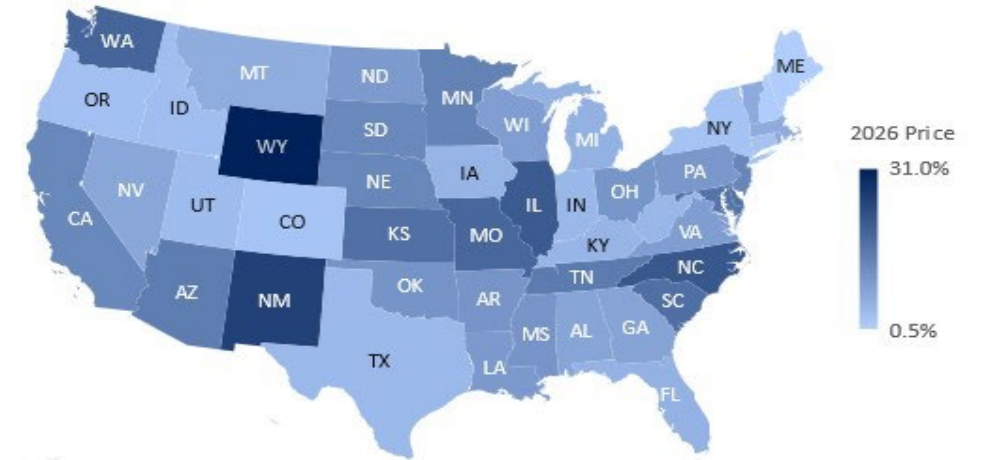 WA
MT
ND
MN
OR
ID
WY
SD
WI
MI
NY
ME
NV
UT
CO
NE
IA
IL
IN
OH
PA
CA
KS
MO
KY
VA
AZ
NM
OK
AR
TN
NC
SC
TX
LA
MS
AL
GA
FL
2026 Price
31.0%
0.5%